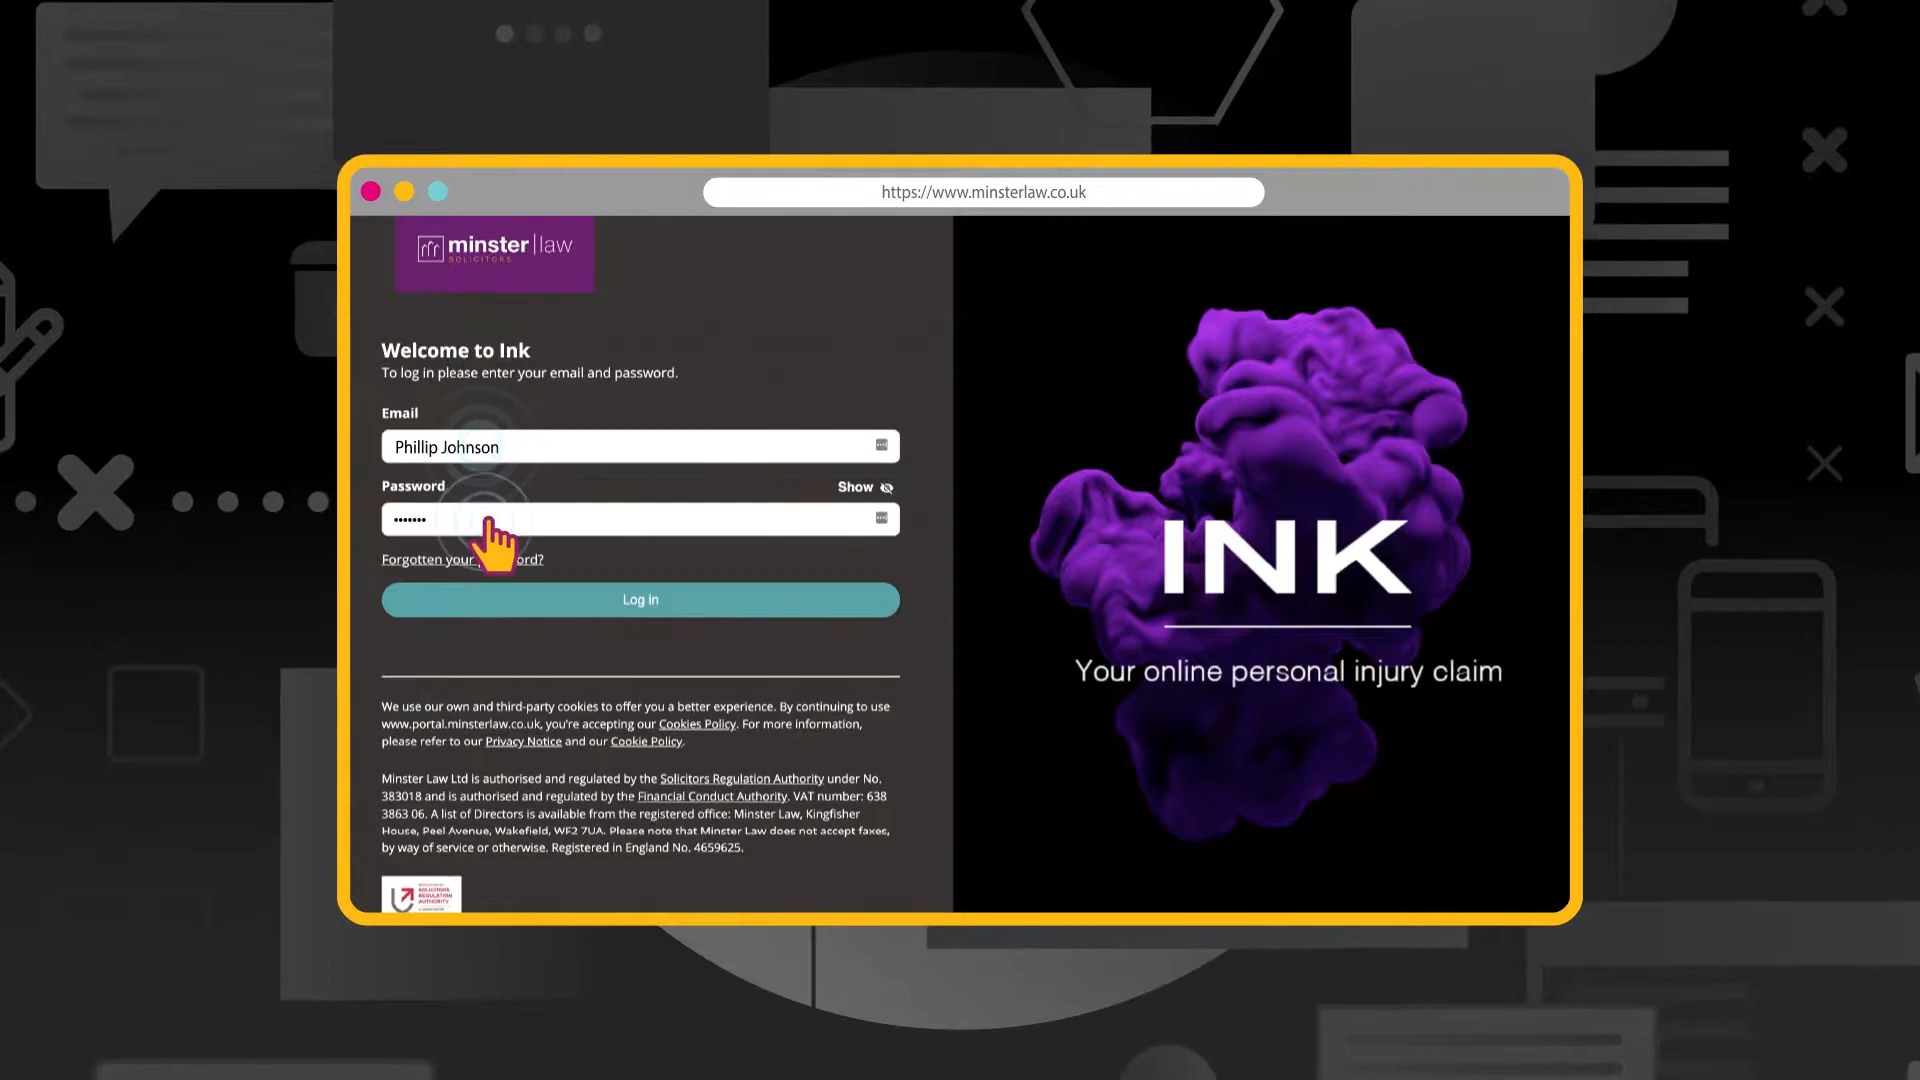 https://www.minsterlaw.co.uk
minster|law
SOLICITORS
Welcome to Ink
To log in please enter your email and password.
Email
Phillip Johnson
Password
Show
•••••••
Forgotten your
ord?
Log in
We use our own and third-party cookies to offer you a better experience. By continuing to use
www.portal.minsterlaw.co.uk, you're accepting our Cookies Policy. For more information,
please refer to our Privacy Notice and our Cookie Policy.
Minster Law Ltd is authorised and regulated by the Solicitors Regulation Authority under No.
383018 and is authorised and regulated by the Financial Conduct Authority. VAT number: 638
3863 06. A list of Directors is available from the registered office: Minster Law, Kingfisher
House, Peel Avenue, Wakefield, WF2 7UA. Please note that Minster Law does not accept faxes,
by way of service or otherwise. Registered in England No. 4659625.
SOLICITORS
REGULATION
AUTHORITY
INK
Your online personal injury claim